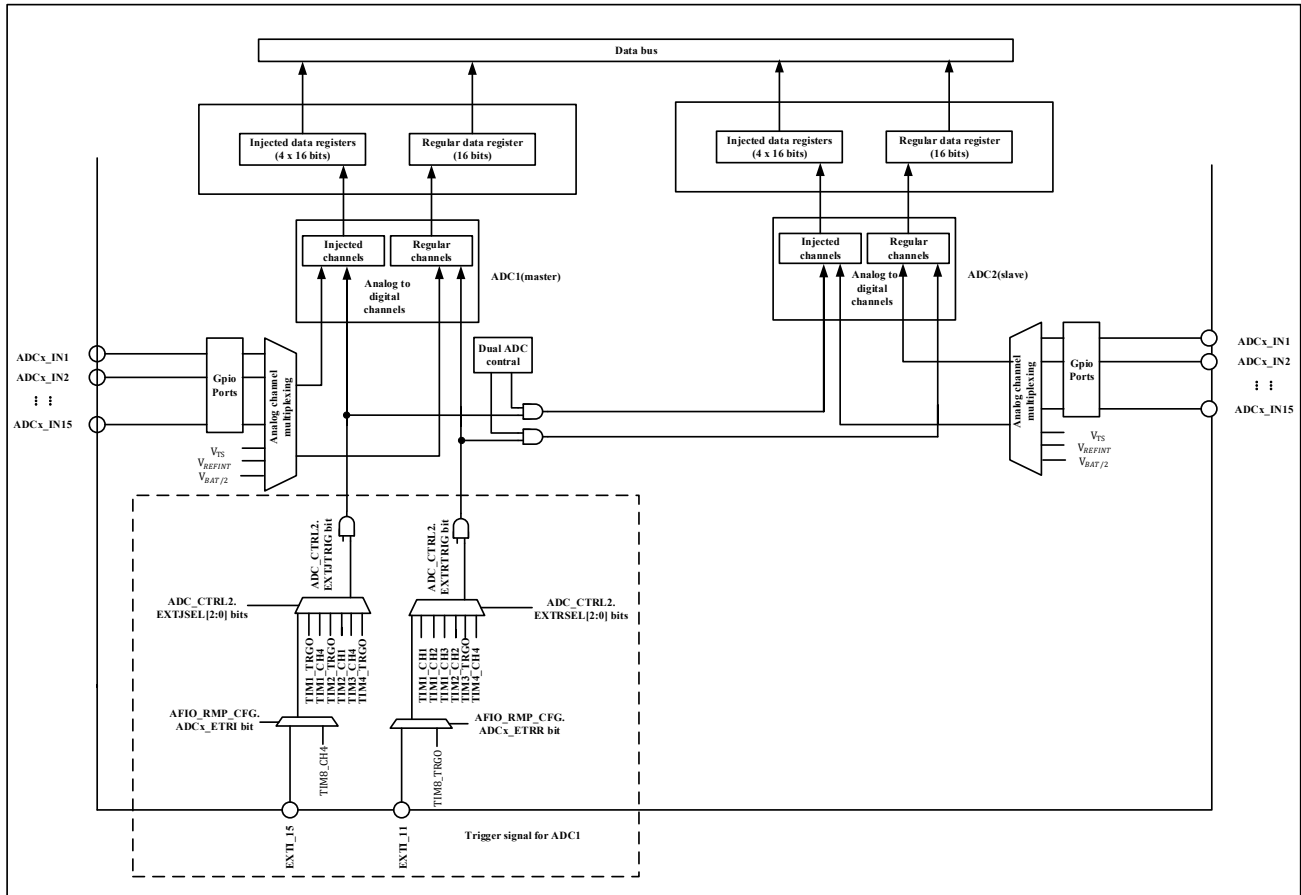 Data bus
Injected data registers
(4 x 16 bits)
Regular data register
(16 bits)
Injected data registers
(4 x 16 bits)
Regular data register
(16 bits)
Injected
channels
Regular
channels
Analog to
digital
channels
ADC1(master)
Injected
channels
Regular
channels
Analog to
digital
channels
ADC2(slave)
Dual ADC
contral
ADCx_IN1
ADCx_IN2
ADCx_IN15
Gpio
Ports
Analog channel
multiplexing
VTS
VREFINT
VBAT/2
Analog channel
multiplexing
Gpio
Ports
ADCx_IN1
ADCx_IN2
ADCx_IN15
VTS
VREFINT
VBAT/2
ADC_CTRL2.
EXTJTRIG bit
ADC_CTRL2.
EXTRTRIG bit
ADC_CTRL2.
EXTJSEL[2:0] bits
ADC_CTRL2.
EXTRSEL[2:0] bits
TIM1_TRGO
TIM1_CH4
TIM2_TRGO
TIM2_CH1
TIM3_CH4
TIM4_TRGO
TIM1_CH1
TIM1_CH2
TIM1_CH3
TIM2_CH2
TIM3_TRGO
TIM4_CH4
AFIO_RMP_CFG.
ADCx_ETRI bit
AFIO_RMP_CFG.
ADCx_ETRR bit
TIM8_CH4
TIM8_TRGO
EXTI_15
EXTI_11
Trigger signal for ADC1